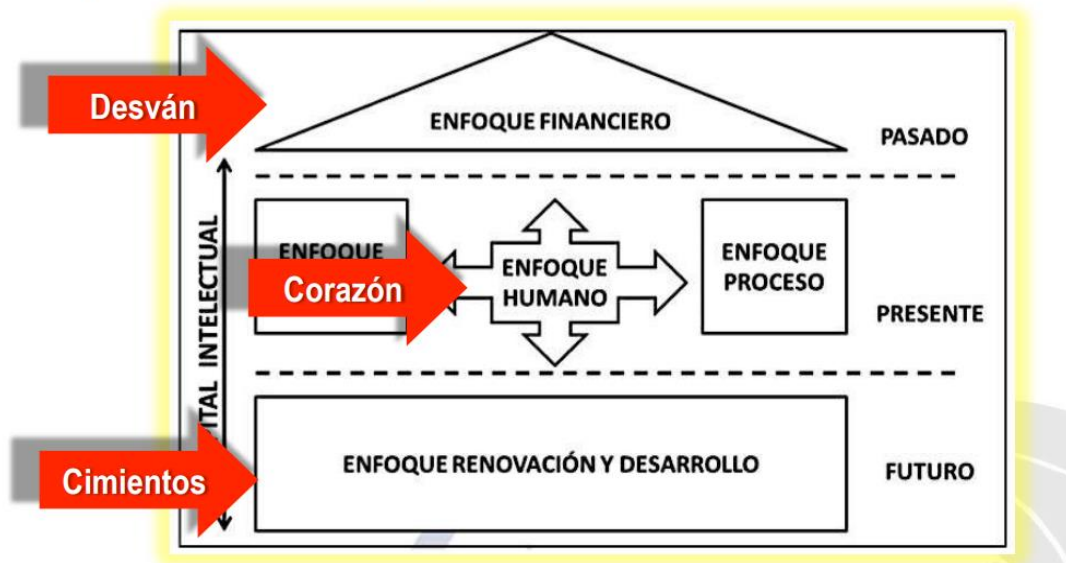 Desván
ENFOQUE FINANCIERO
PASADO
ENFOQUE
Corazón
ENFOQUE
HUMANO
ENFOQUE
PROCESO
PRESENTE
INTELECTUAL
Cimientos
ENFOQUE RENOVACIÓN Y DESARROLLO
FUTURO